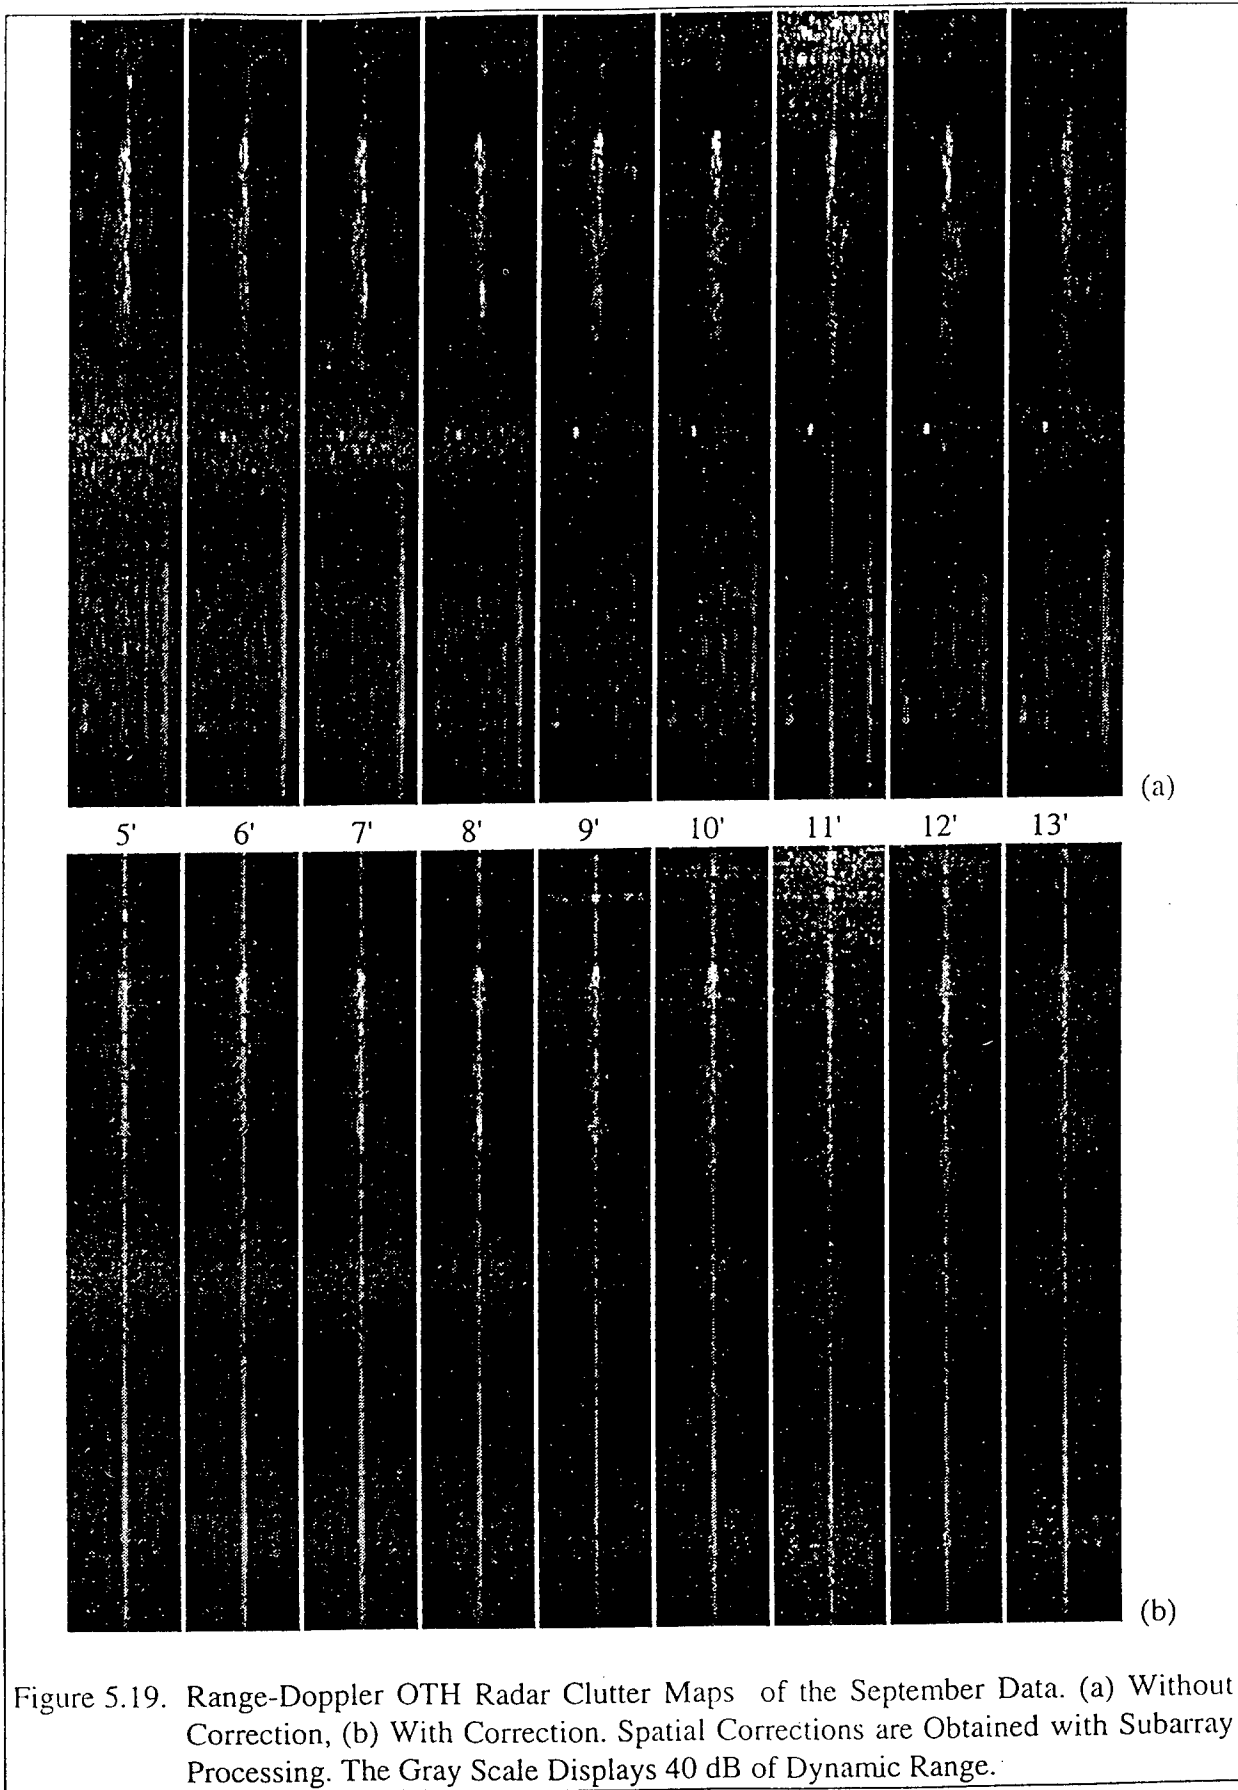 (a)
5' 6' 7' 8' 9' 10' 11' 12' 13'
(b)
Figure 5.19. Range-Doppler OTH Radar Clutter Maps of the September Data. (a) Without
Correction, (b) With Correction. Spatial Corrections are Obtained with Subarray
Processing. The Gray Scale Displays 40 dB of Dynamic Range.